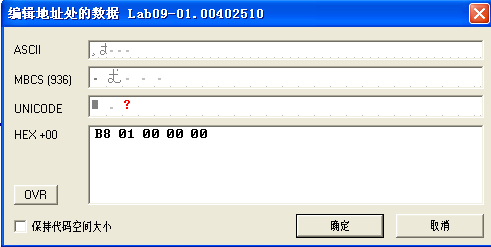 编辑地址处的数据 Lab09-01.00402510
ASCII
MBCS (936)
UNICODE ?
HEX +00 B8 01 00 00 00
OVR
保持代码空间大小 确定 取消